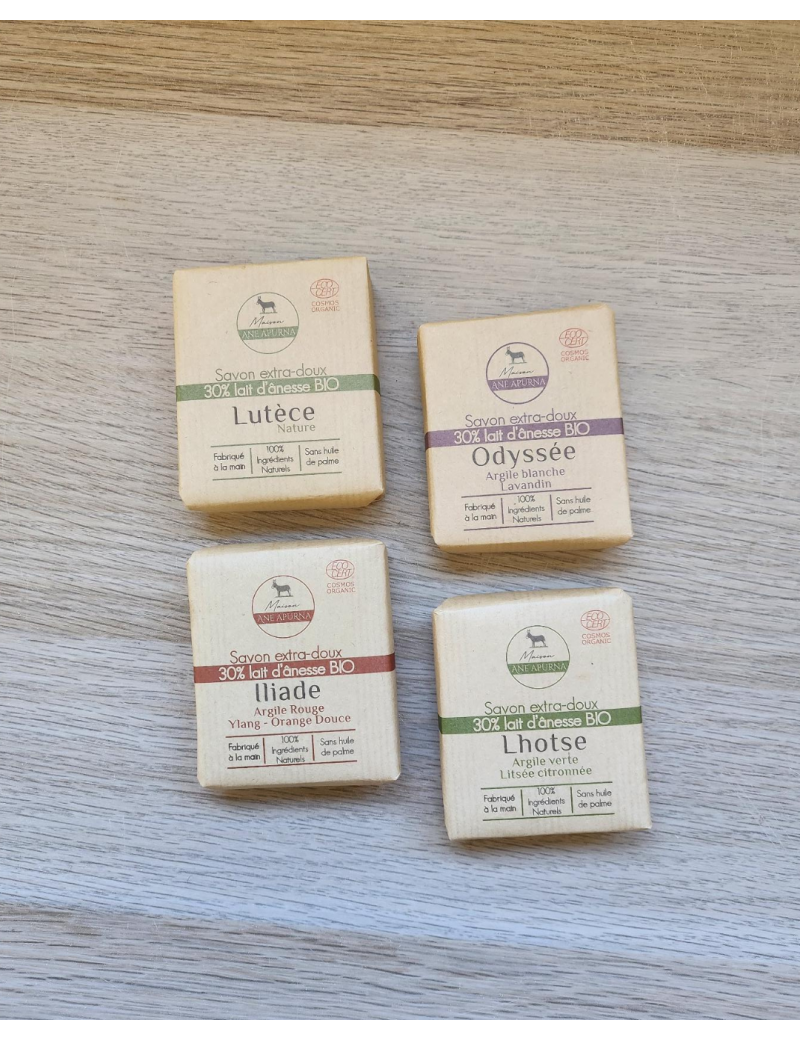 ECO
CERT
COSMOS
ORGANIC
Maison
ANE APURNA
Savon extra-doux
30% lait d'ânesse BIO
Lutèce
Nature
Fabriqué
à la main
100%
Ingrédients
Naturels
Sans huile
de palme
ECO
CERT
COSMOS
ORGANIC
Maison
ANE APURNA
Savon extra-doux
30% lait d'ânesse BIO
Odyssée
Argile blanche
Lavandin
Fabriqué
à la main
100%
Ingrédients
Naturels
Sans huile
de palme
ECO
CERT
COSMOS
ORGANIC
Maison
ANE APURNA
Savon extra-doux
30% lait d'ânesse BIO
Iliade
Argile Rouge
Ylang - Orange Douce
Fabriqué
à la main
100%
Ingrédients
Naturels
Sans huile
de palme
ECO
CERT
COSMOS
ORGANIC
Maison
ANE APURNA
Savon extra-doux
30% lait d'ânesse BIO
Lhotse
Argile verte
Litsée citronnée
Fabriqué
à la main
100%
Ingrédients
Naturels
Sans huile
de palme